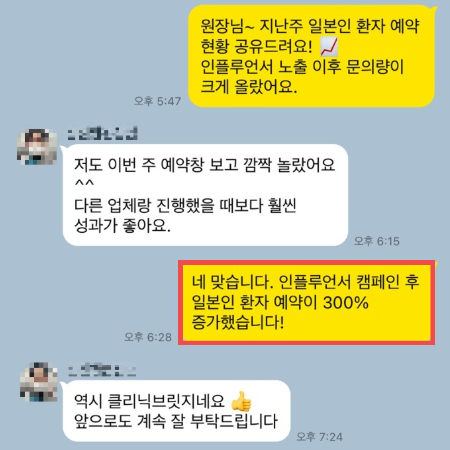 원장님~ 지난주 일본인 환자 예약
현황 공유드려요! 📈
인플루언서 노출 이후 문의량이
크게 올랐어요.
오후 5:47
저도 이번 주 예약창 보고 깜짝 놀랐어요
^^
다른 업체랑 진행했을 때보다 훨씬
성과가 좋아요.
오후 6:15
네 맞습니다. 인플루언서 캠페인 후
일본인 환자 예약이 300%
증가했습니다!
오후 6:28
역시 클리닉브릿지네요 👍
앞으로도 계속 잘 부탁드립니다
오후 7:24